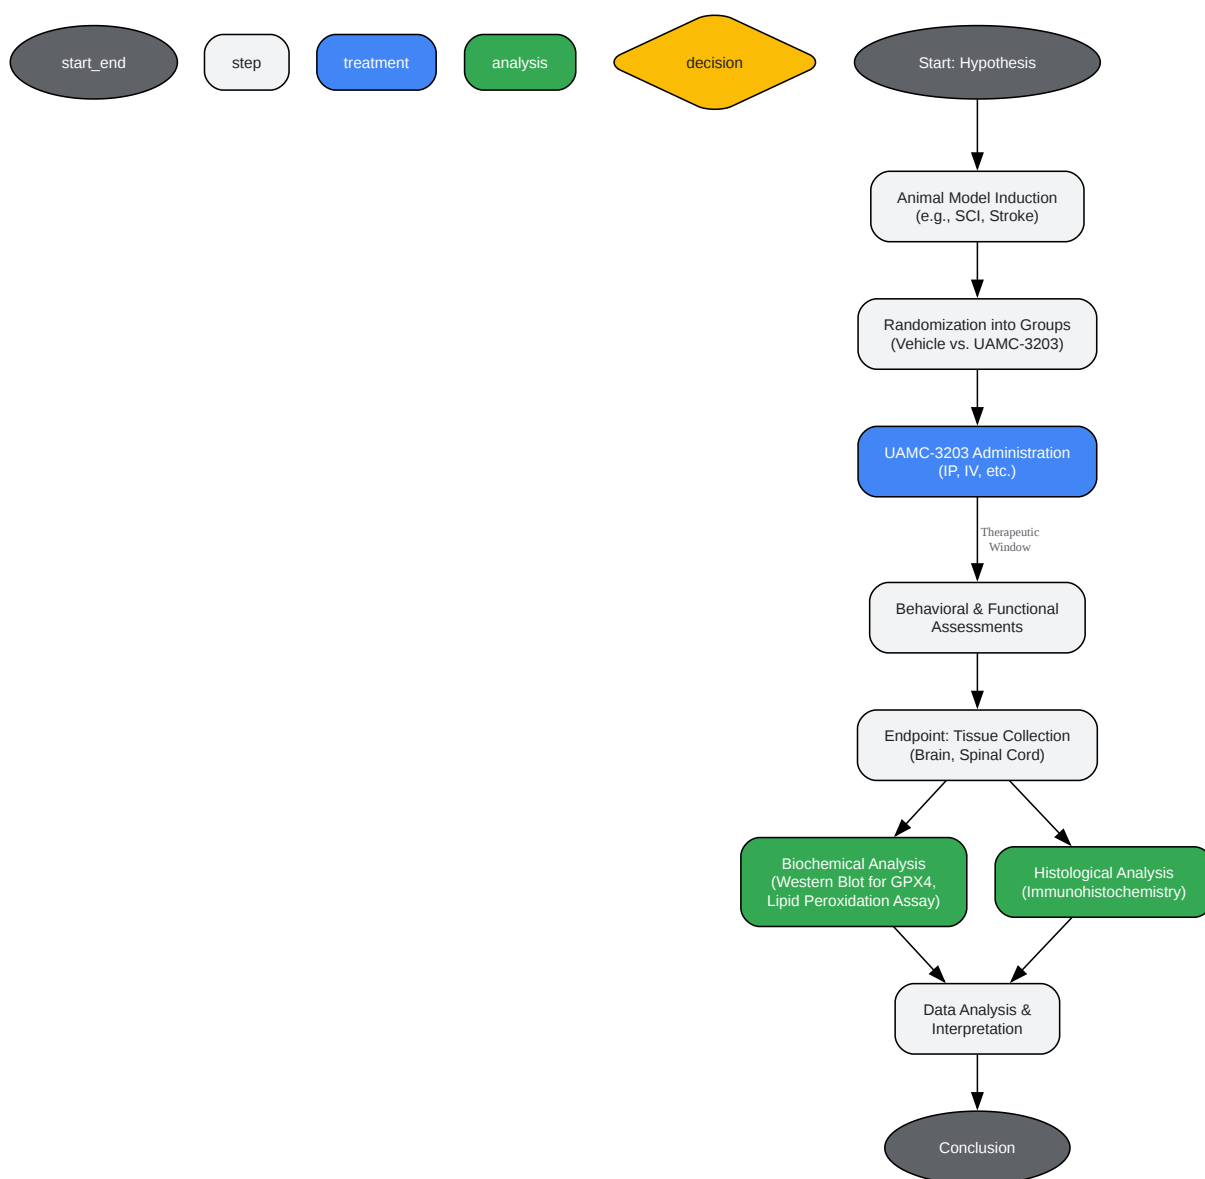 start_end
step
treatment
analysis
decision
Start: Hypothesis
Animal Model Induction
(e.g., SCI, Stroke)
Randomization into Groups
(Vehicle vs. UAMC-3203)
UAMC-3203 Administration
(IP, IV, etc.)
Therapeutic
Window
Behavioral & Functional
Assessments
Endpoint: Tissue Collection
(Brain, Spinal Cord)
Biochemical Analysis
(Western Blot for GPX4,
Lipid Peroxidation Assay)
Histological Analysis
(Immunohistochemistry)
Data Analysis &
Interpretation
Conclusion